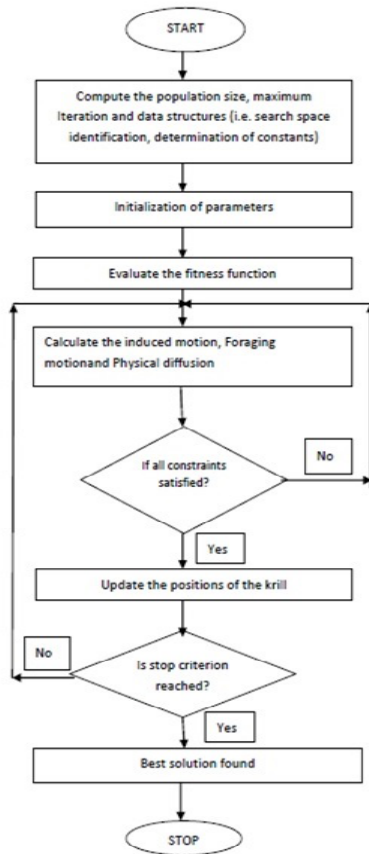 START
Compute the population size, maximum
Iteration and data structures (i.e. search space
identification, determination of constants)
Initialization of parameters
Evaluate the fitness function
Calculate the induced motion, Foraging
motionand Physical diffusion
If all constraints
satisfied?
No
Yes
Update the positions of the krill
No
Is stop criterion
reached?
Yes
Best solution found
STOP